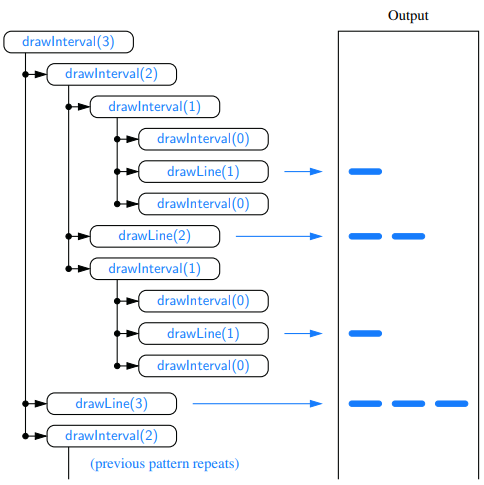 Output
drawInterval(3)
drawInterval(2)
drawInterval(1)
drawInterval(0)
drawLine(1)
drawInterval(0)
drawLine(2)
drawInterval(1)
drawInterval(0)
drawLine(1)
drawInterval(0)
drawLine(3)
drawInterval(2)
(previous pattern repeats)